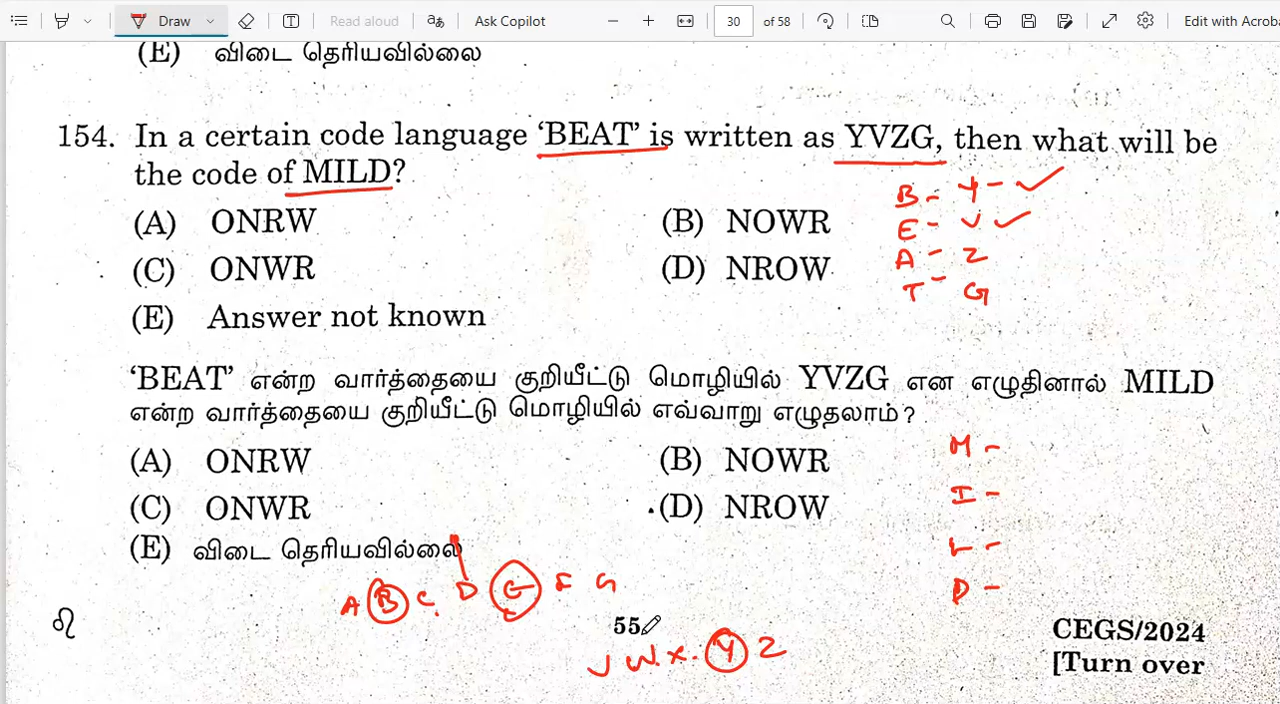 Draw
Read aloud
aあ
Ask Copilot
30 of 58
Edit with Acroba
(E) விடை தெரியவில்லை
154. In a certain code language ‘BEAT’ is written as YVZG, then what will be
the code of MILD?
(A) ONRW (B) NOWR
(C) ONWR (D) NROW
(E) Answer not known
B - Y -
E - V
A - Z
T - G
‘BEAT’ என்ற வார்த்தையை குறியீட்டு மொழியில் YVZG என எழுதினால் MILD
என்ற வார்த்தையை குறியீட்டு மொழியில் எவ்வாறு எழுதலாம்?
(A) ONRW (B) NOWR
(C) ONWR (D) NROW
(E) விடை தெரியவில்லை
M -
I -
L -
D -
A B C D E F G
55
V W X Y Z
CEGS/2024
[Turn over